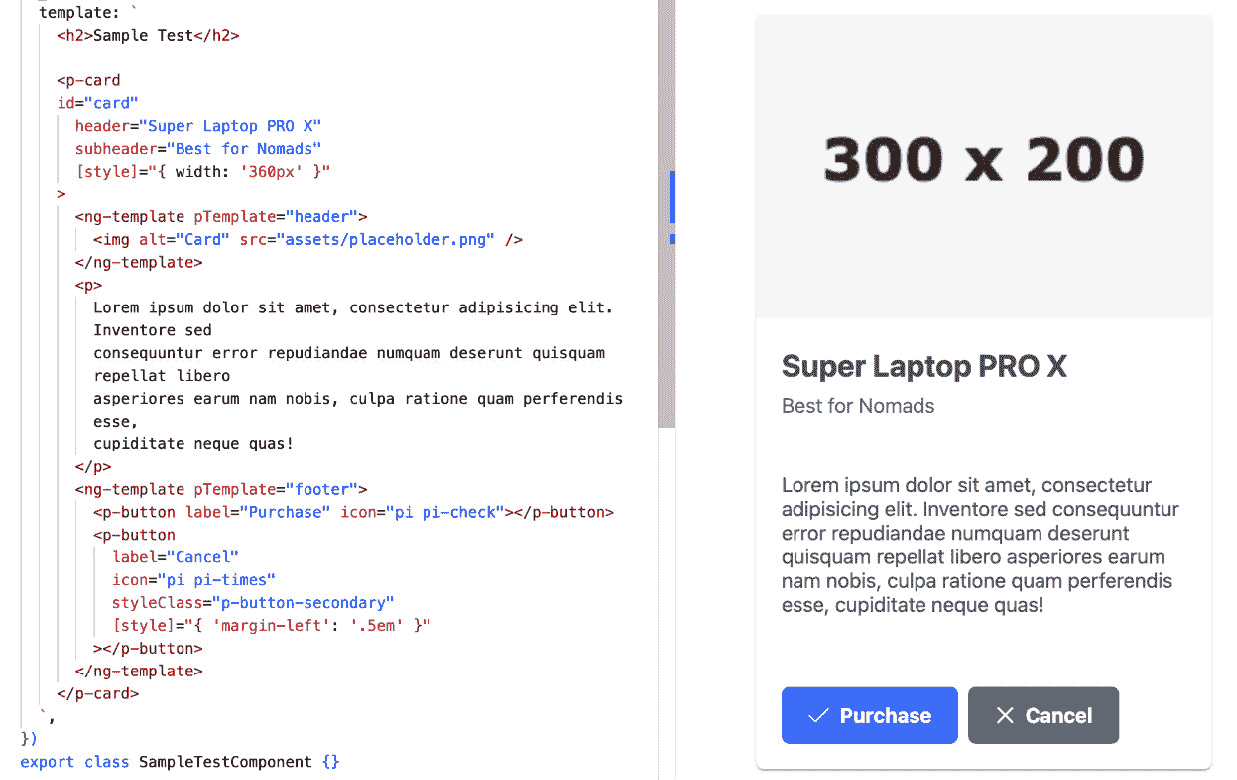 template: `
<h2>Sample Test</h2>
<p-card
id="card"
header="Super Laptop PRO X"
subheader="Best for Nomads"
[style]="{ width: '360px' }"
>
<ng-template pTemplate="header">
<img alt="Card" src="assets/placeholder.png" />
</ng-template>
<p>
Lorem ipsum dolor sit amet, consectetur adipisicing elit.
Inventore sed
consequuntur error repudiandae numquam deserunt quisquam
repellat libero
asperiores earum nam nobis, culpa ratione quam perferendis
esse,
cupiditate neque quas!
</p>
<ng-template pTemplate="footer">
<p-button label="Purchase" icon="pi pi-check"></p-button>
<p-button
label="Cancel"
icon="pi pi-times"
styleClass="p-button-secondary"
[style]="{ 'margin-left': '.5em' }"
></p-button>
</ng-template>
</p-card>
`,
})
export class SampleTestComponent {}
300 x 200
Super Laptop PRO X
Best for Nomads
Lorem ipsum dolor sit amet, consectetur
adipisicing elit. Inventore sed consequuntur
error repudiandae numquam deserunt
quisquam repellat libero asperiores earum
nam nobis, culpa ratione quam perferendis
esse, cupiditate neque quas!
Purchase
Cancel